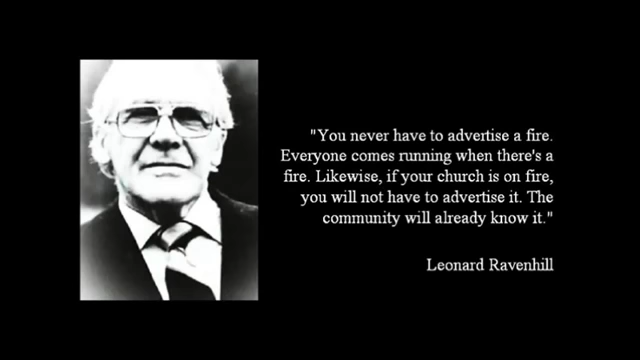 "You never have to advertise a fire.
Everyone comes running when there's a
fire. Likewise, if your church is on fire,
you will not have to advertise it. The
community will already know it."
Leonard Ravenhill